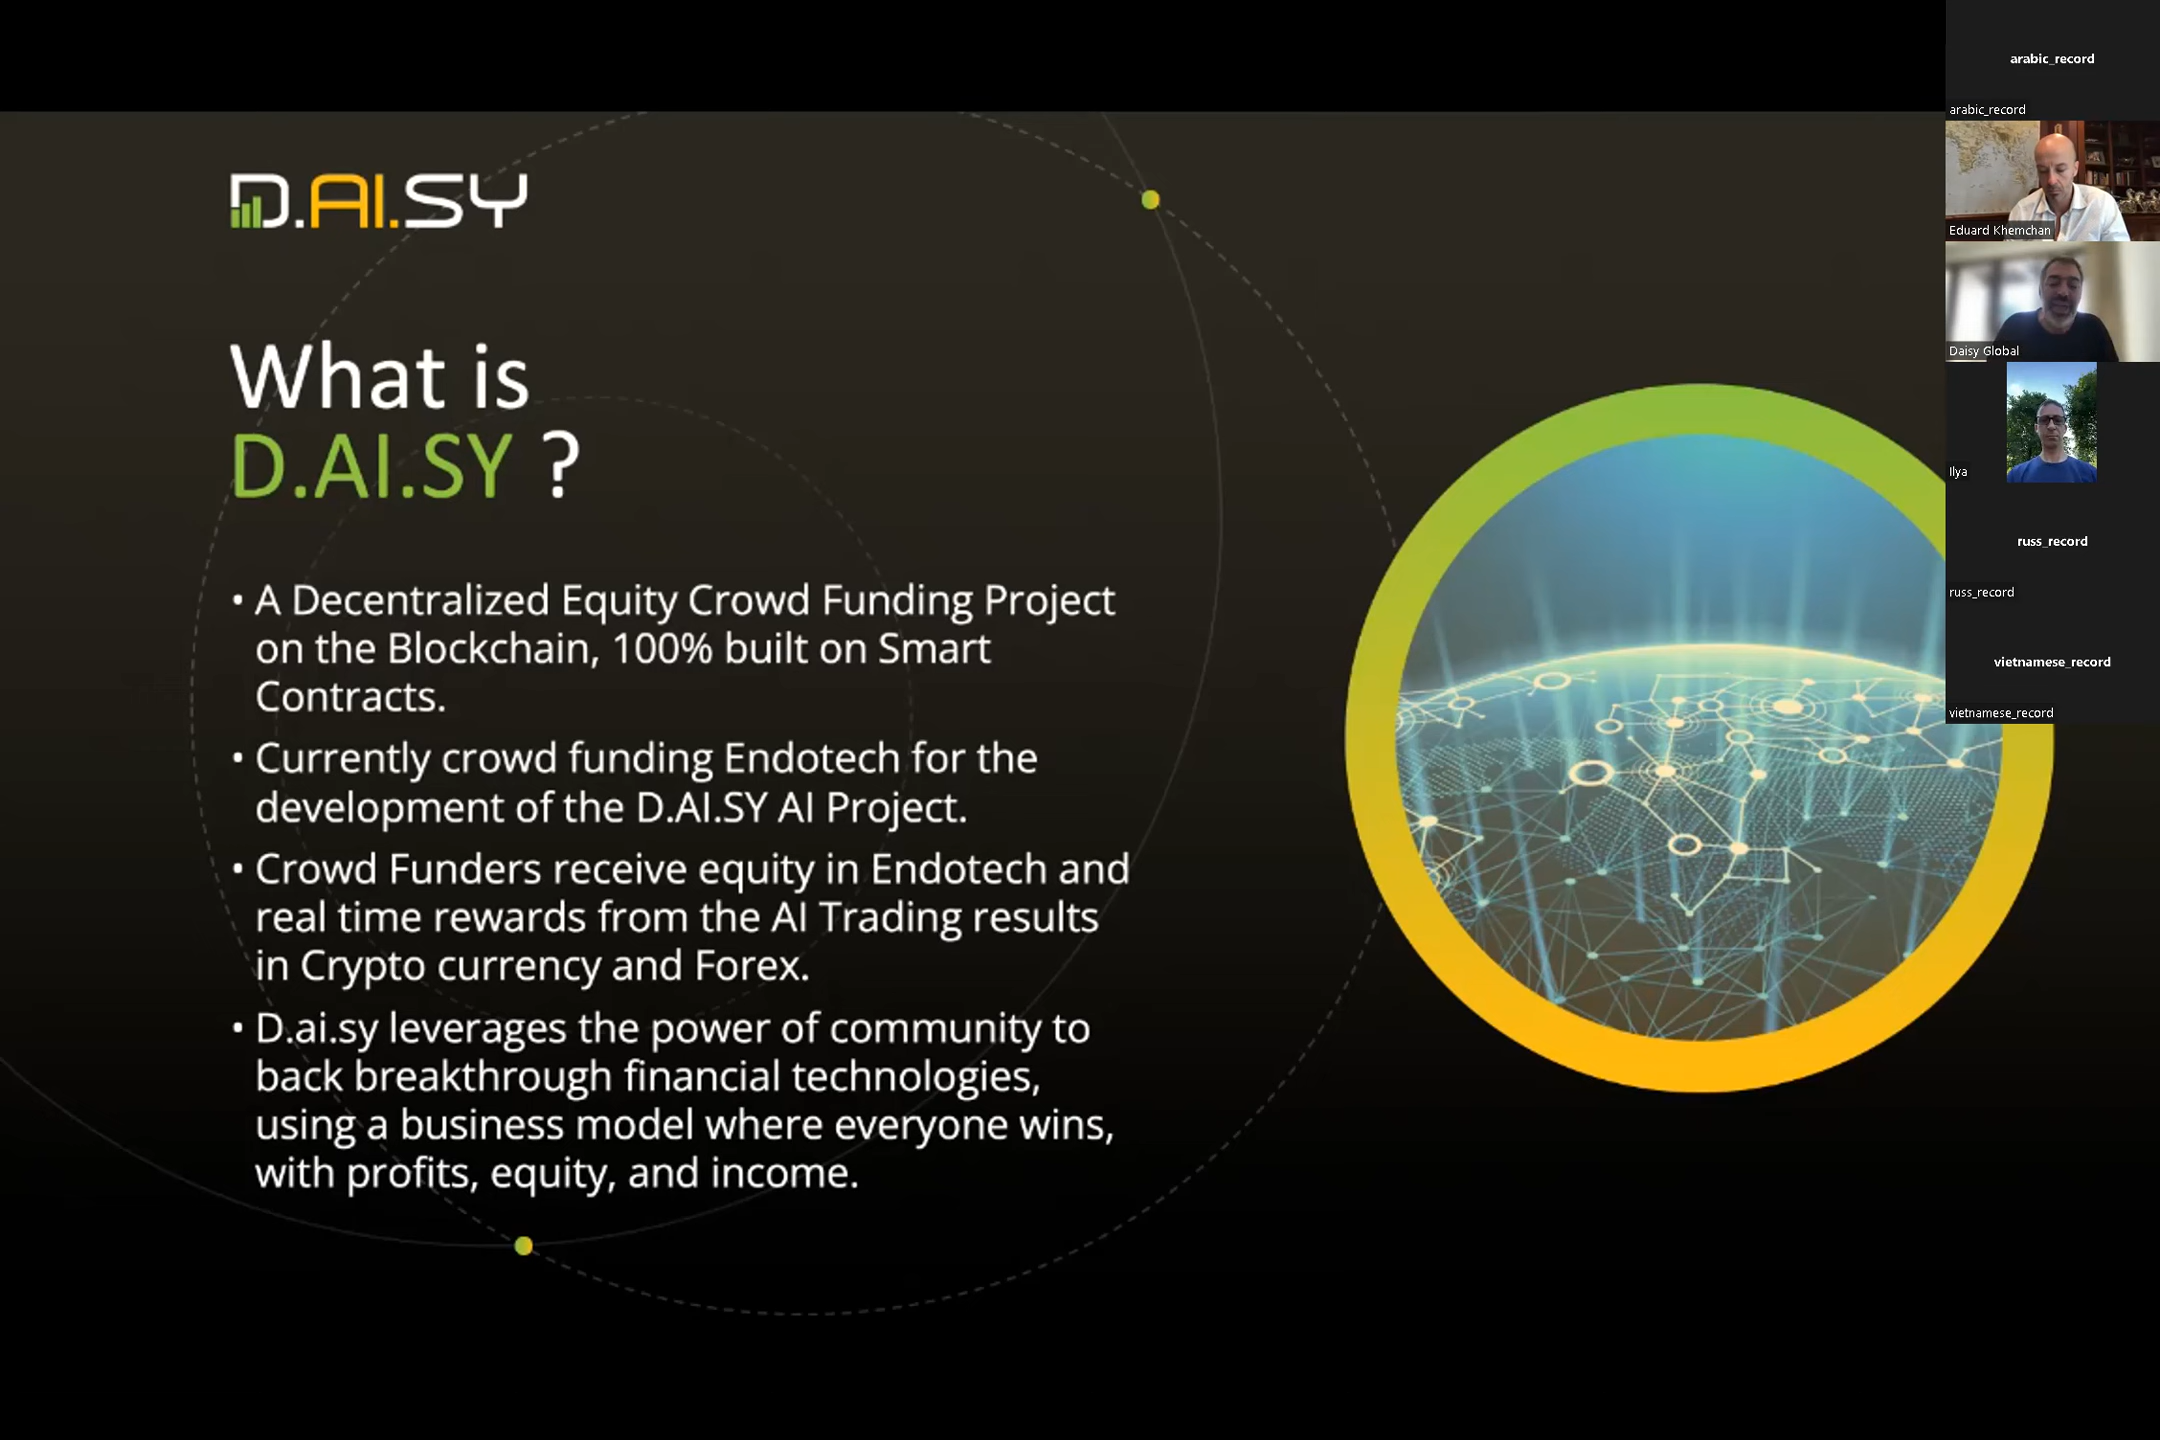 D.AI.SY
What is
D.AI.SY ?
• A Decentralized Equity Crowd Funding Project
on the Blockchain, 100% built on Smart
Contracts.
• Currently crowd funding Endotech for the
development of the D.AI.SY AI Project.
• Crowd Funders receive equity in Endotech and
real time rewards from the AI Trading results
in Crypto currency and Forex.
• D.ai.sy leverages the power of community to
back breakthrough financial technologies,
using a business model where everyone wins,
with profits, equity, and income.
arabic_record
arabic_record
Eduard Khemchan
Daisy Global
Ilya
russ_record
russ_record
vietnamese_record
vietnamese_record